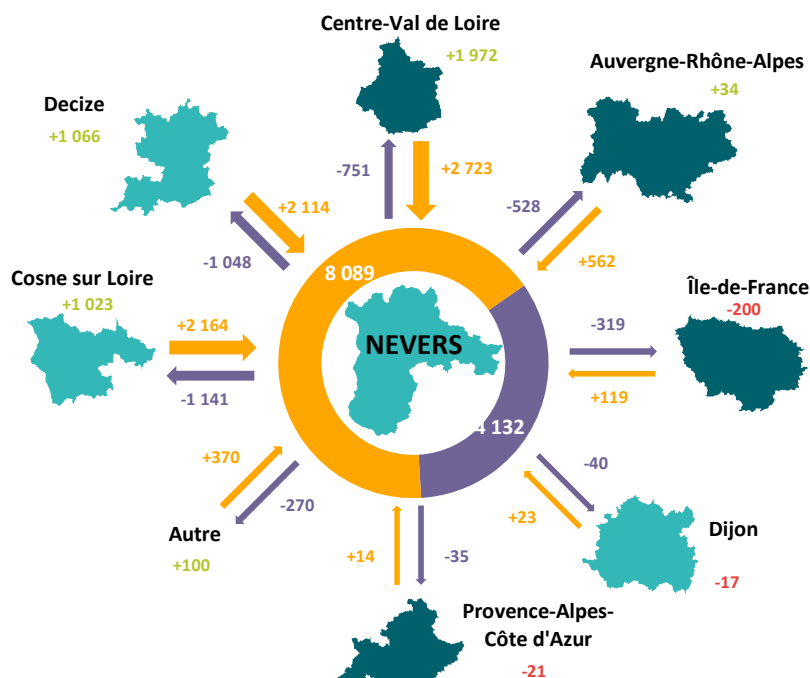 Centre-Val de Loire
+1 972
Auvergne-Rhône-Alpes
+34
Decize
+1 066
-751
+2 723
-528
+2 114
-1 048
+562
8 089
Cosne sur Loire
+1 023
Île-de-France
-200
+2 164
-319
NEVERS
-1 141
+119
4 132
+370
-40
-270
+23
Autre
+100
+14
-35
Dijon
-17
Provence-Alpes-
Côte d'Azur
-21